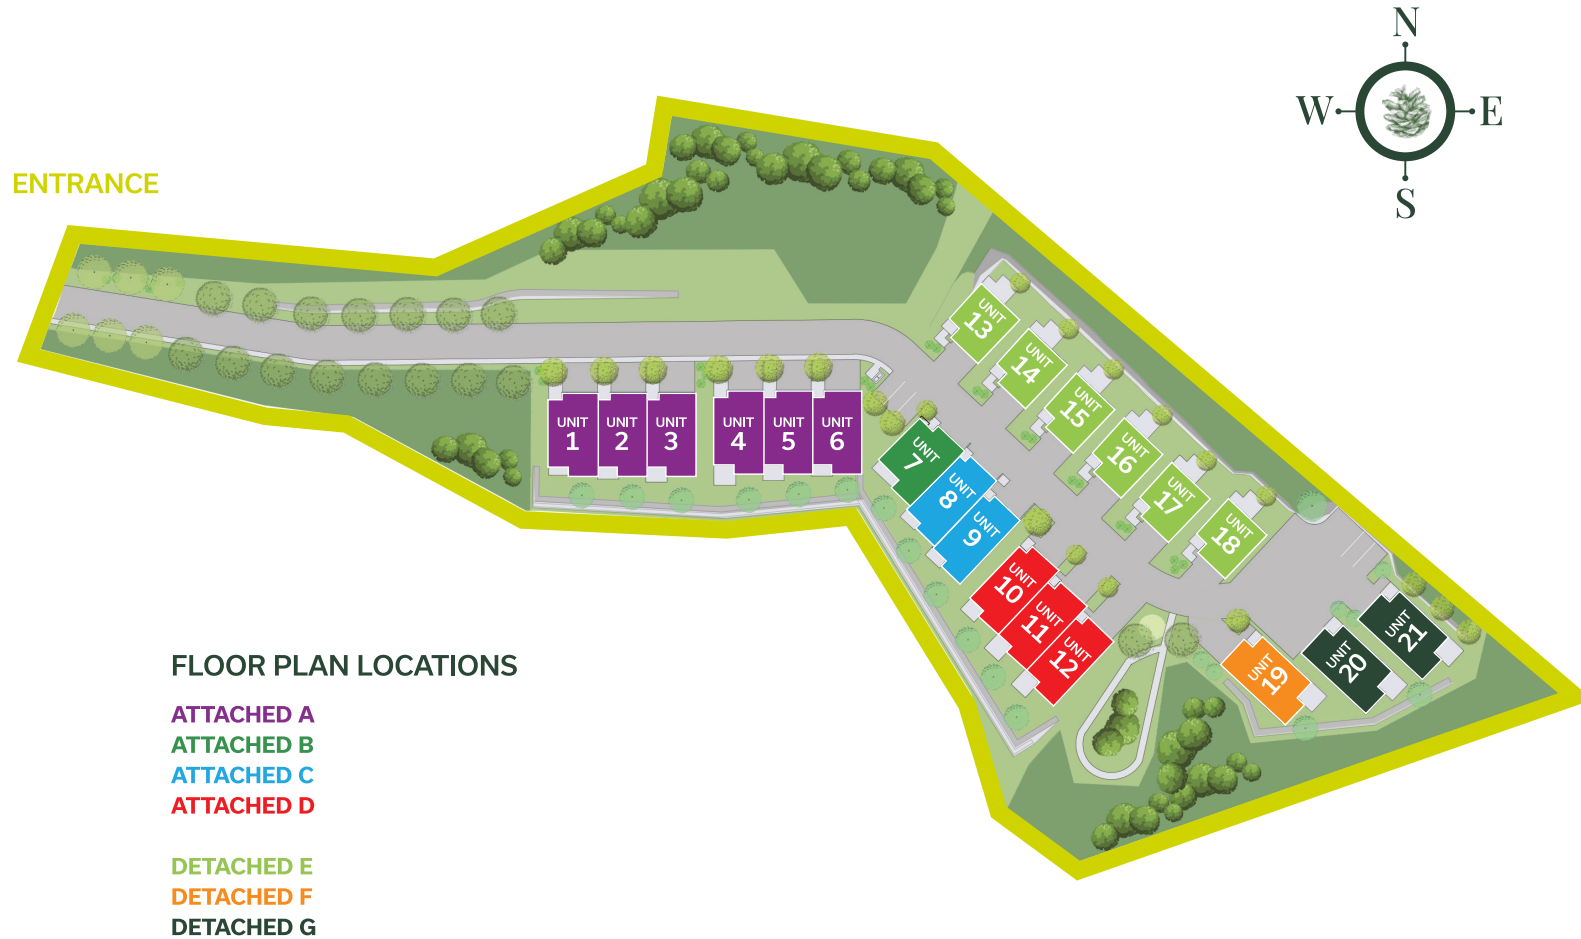 N
W
E
S
ENTRANCE
UNIT
1
UNIT
2
UNIT
3
UNIT
4
UNIT
5
UNIT
6
UNIT
7
UNIT
8
UNIT
9
UNIT
10
UNIT
11
UNIT
12
UNIT
13
UNIT
14
UNIT
15
UNIT
16
UNIT
17
UNIT
18
UNIT
19
UNIT
20
UNIT
21
FLOOR PLAN LOCATIONS
ATTACHED A
ATTACHED B
ATTACHED C
ATTACHED D
DETACHED E
DETACHED F
DETACHED G